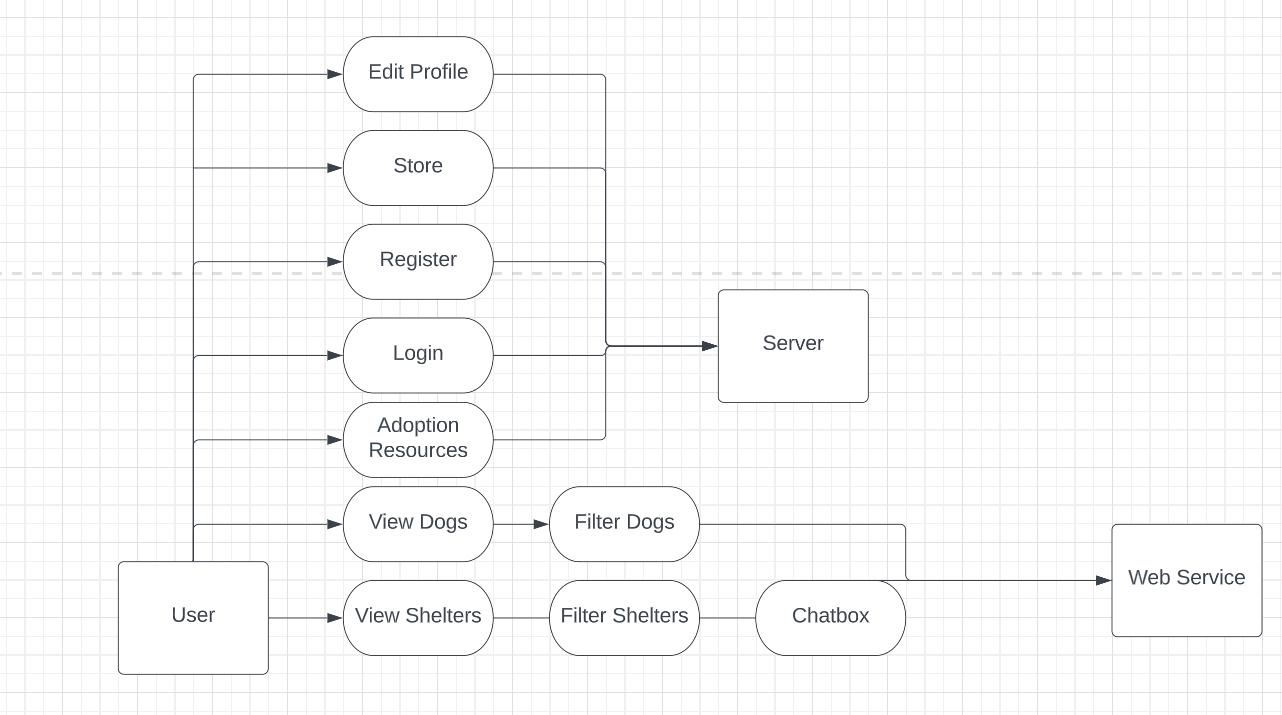 Edit Profile
Store
Register
Login
Server
Adoption
Resources
View Dogs
Filter Dogs
Web Service
User
View Shelters
Filter Shelters
Chatbox